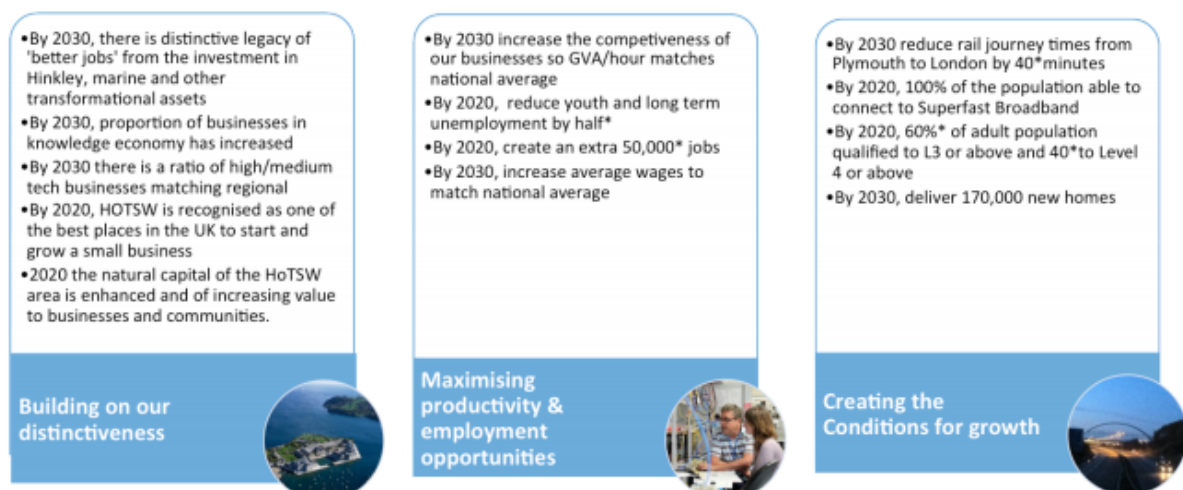 •By 2030, there is distinctive legacy of
'better jobs' from the investment in
Hinkley, marine and other
transformational assets
•By 2030, proportion of businesses in
knowledge economy has increased
•By 2030 there is a ratio of high/medium
tech businesses matching regional
•By 2020, HOTSW is recognised as one of
the best places in the UK to start and
grow a small business
•2020 the natural capital of the HoTSW
area is enhanced and of increasing value
to businesses and communities.
Building on our
distinctiveness
•By 2030 increase the competiveness of
our businesses so GVA/hour matches
national average
•By 2020, reduce youth and long term
unemployment by half*
•By 2020, create an extra 50,000* jobs
•By 2030, increase average wages to
match national average
Maximising
productivity &
employment
opportunities
•By 2030 reduce rail journey times from
Plymouth to London by 40*minutes
•By 2020, 100% of the population able to
connect to Superfast Broadband
•By 2020, 60%* of adult population
qualified to L3 or above and 40*to Level
4 or above
•By 2030, deliver 170,000 new homes
Creating the
Conditions for growth